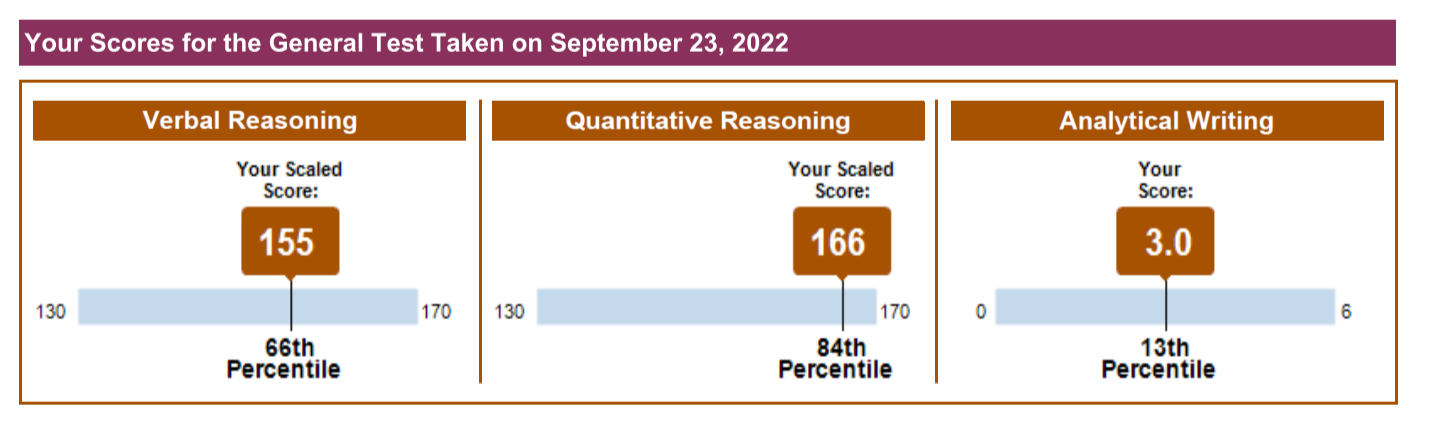 Your Scores for the General Test Taken on September 23, 2022
Verbal Reasoning
Your Scaled
Score:
155
130
170
66th
Percentile
Quantitative Reasoning
Your Scaled
Score:
166
130
170
84th
Percentile
Analytical Writing
Your
Score:
3.0
0
6
13th
Percentile